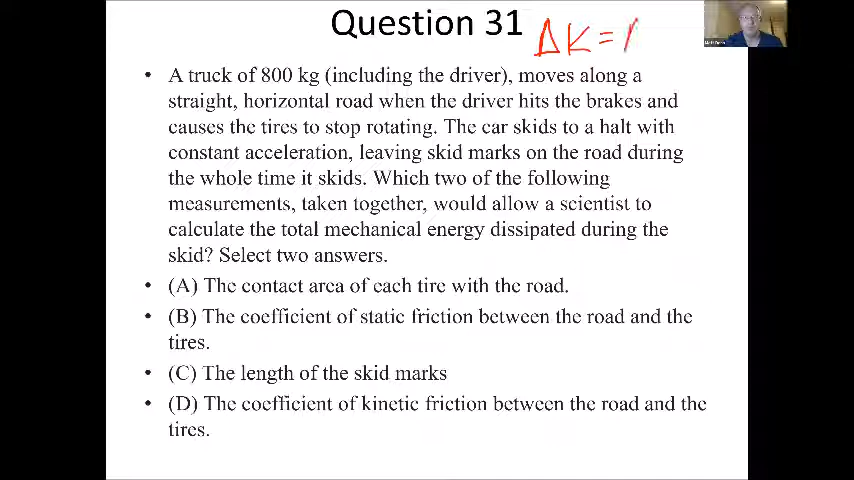 Question 31
ΔK=
• A truck of 800 kg (including the driver), moves along a
straight, horizontal road when the driver hits the brakes and
causes the tires to stop rotating. The car skids to a halt with
constant acceleration, leaving skid marks on the road during
the whole time it skids. Which two of the following
measurements, taken together, would allow a scientist to
calculate the total mechanical energy dissipated during the
skid? Select two answers.
• (A) The contact area of each tire with the road.
• (B) The coefficient of static friction between the road and the
tires.
• (C) The length of the skid marks
• (D) The coefficient of kinetic friction between the road and the
tires.